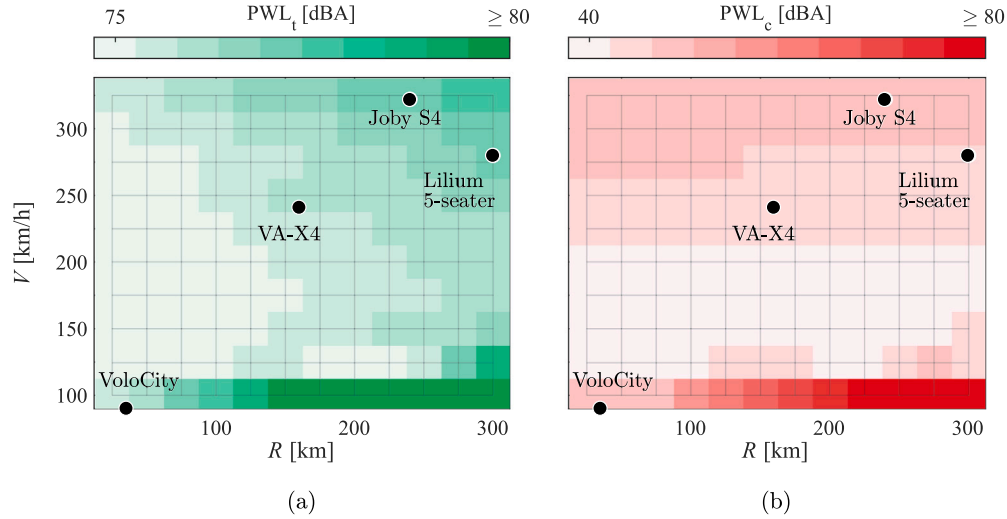 PWL_t [dBA]
75
≥ 80
V [km/h]
300
250
200
150
100
Joby S4
Lilium
5-seater
VA-X4
VoloCity
100
200
300
R [km]
(a)
PWL_c [dBA]
40
≥ 80
Joby S4
Lilium
5-seater
VA-X4
VoloCity
100
200
300
R [km]
(b)